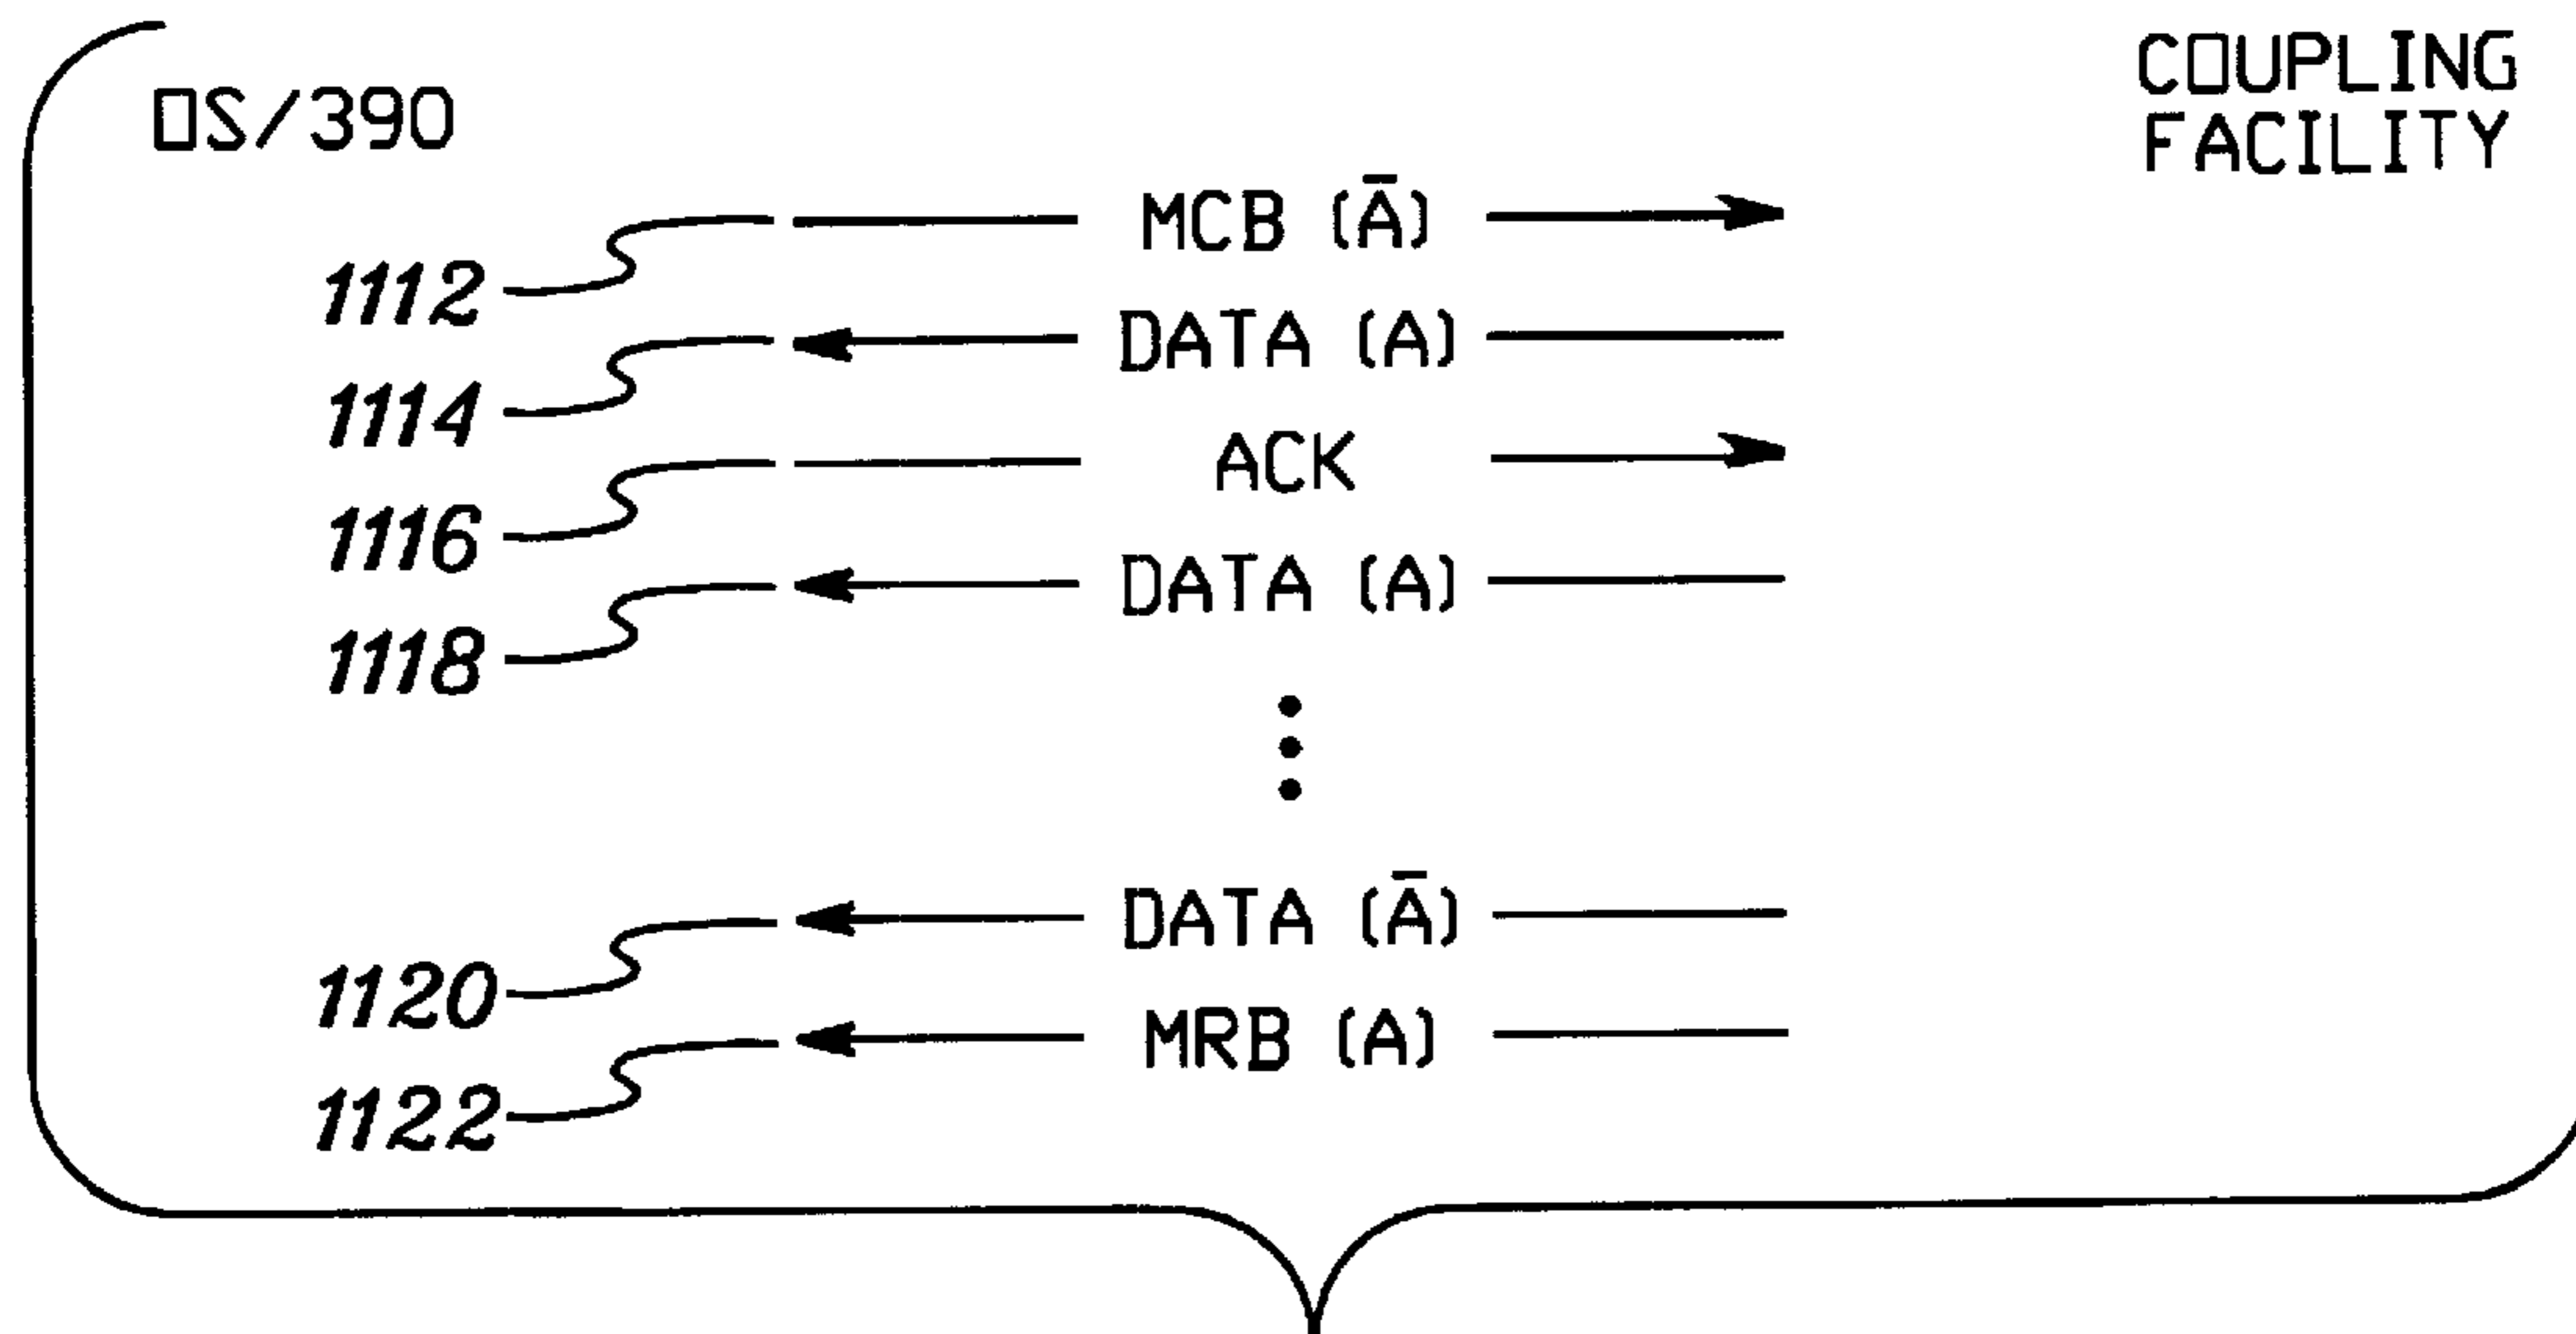 OS/390
COUPLING
FACILITY
MCB (Ā)
1112
DATA (A)
1114
ACK
1116
DATA (A)
1118
DATA (Ā)
1120
MRB (A)
1122